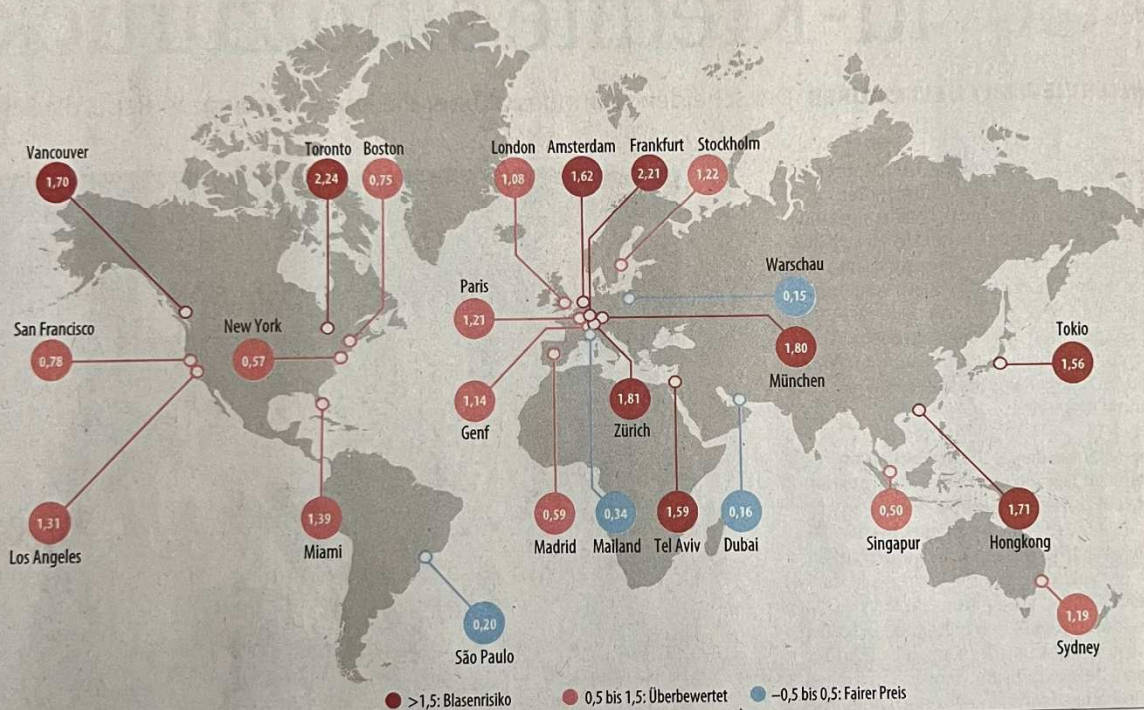 Vancouver
1,70
Toronto
2,24
Boston
0,75
London
1,08
Amsterdam
1,62
Frankfurt
2,21
Stockholm
1,22
Warschau
0,15
Paris
1,21
San Francisco
0,78
New York
0,57
Tokio
1,56
1,80
München
1,14
Genf
1,81
Zürich
1,31
Los Angeles
1,39
Miami
0,59
Madrid
0,34
Mailand
1,59
Tel Aviv
0,16
Dubai
0,50
Singapur
1,71
Hongkong
0,20
São Paulo
1,19
Sydney
>1,5: Blasenrisiko
0,5 bis 1,5: Überbewertet
–0,5 bis 0,5: Fairer Preis